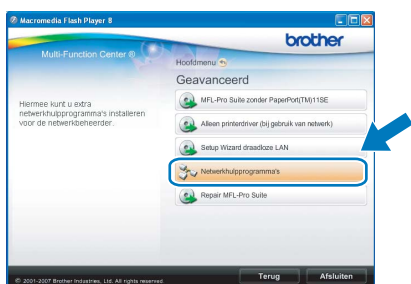 Macromedia Flash Player 8
brother
Multi-Function Center ®
Hoofdmenu
Geavanceerd
Hiermee kunt u extra
netwerkhulpprogramma's installeren
voor de netwerkbeheerder.
MFL-Pro Suite zonder PaperPort(TM)11SE
Alleen printerdriver (bij gebruik van netwerk)
Setup Wizard draadloze LAN
Netwerkhulpprogramma's
Repair MFL-Pro Suite
© 2001-2007 Brother Industries, Ltd. All rights reserved.
Terug
Afsluiten